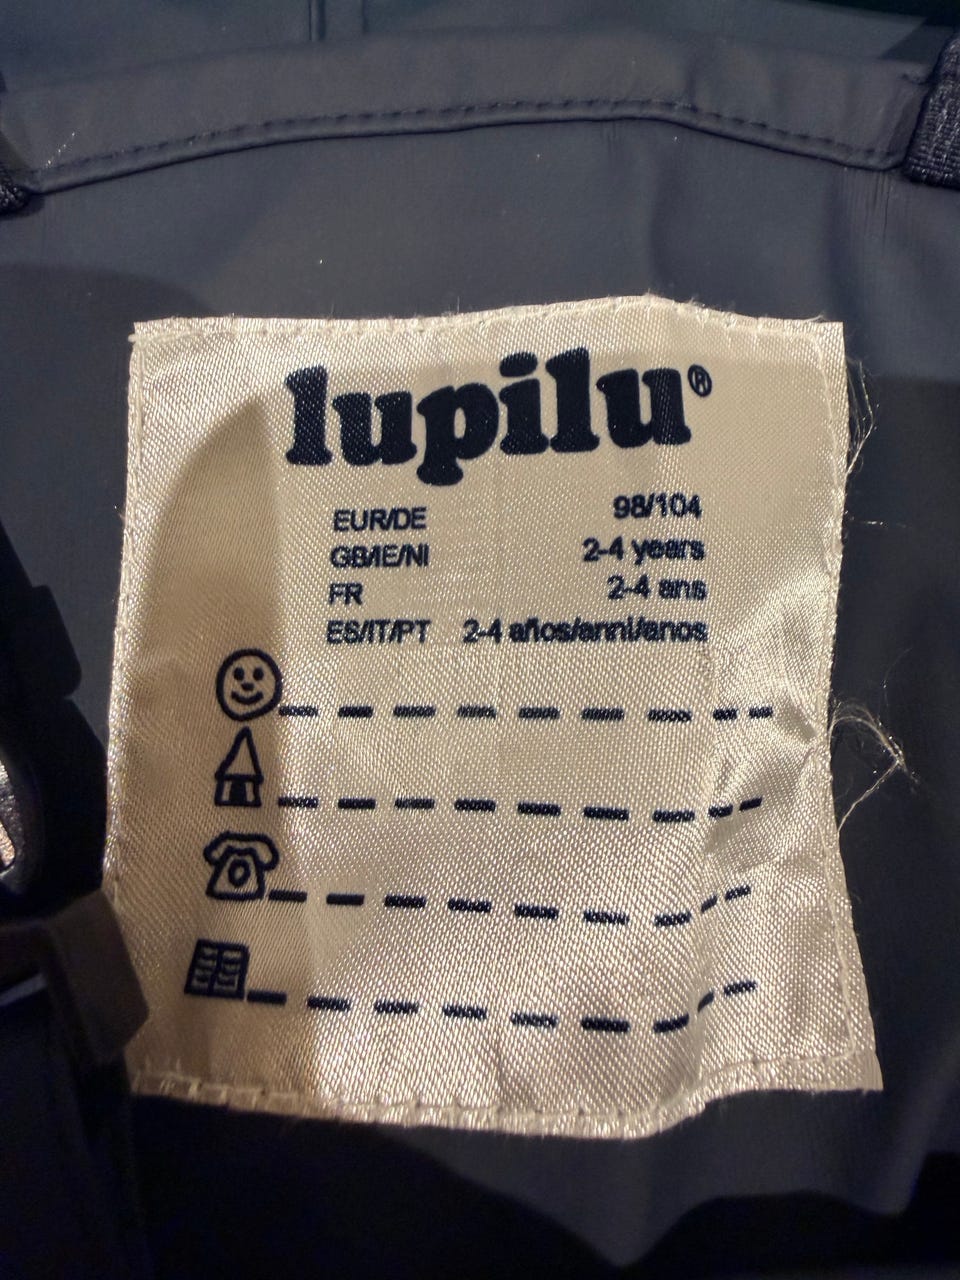 lupilu®
EUR/DE 98/104
GB/IE/NI 2-4 years
FR 2-4 ans
ES/IT/PT 2-4 años/anni/anos